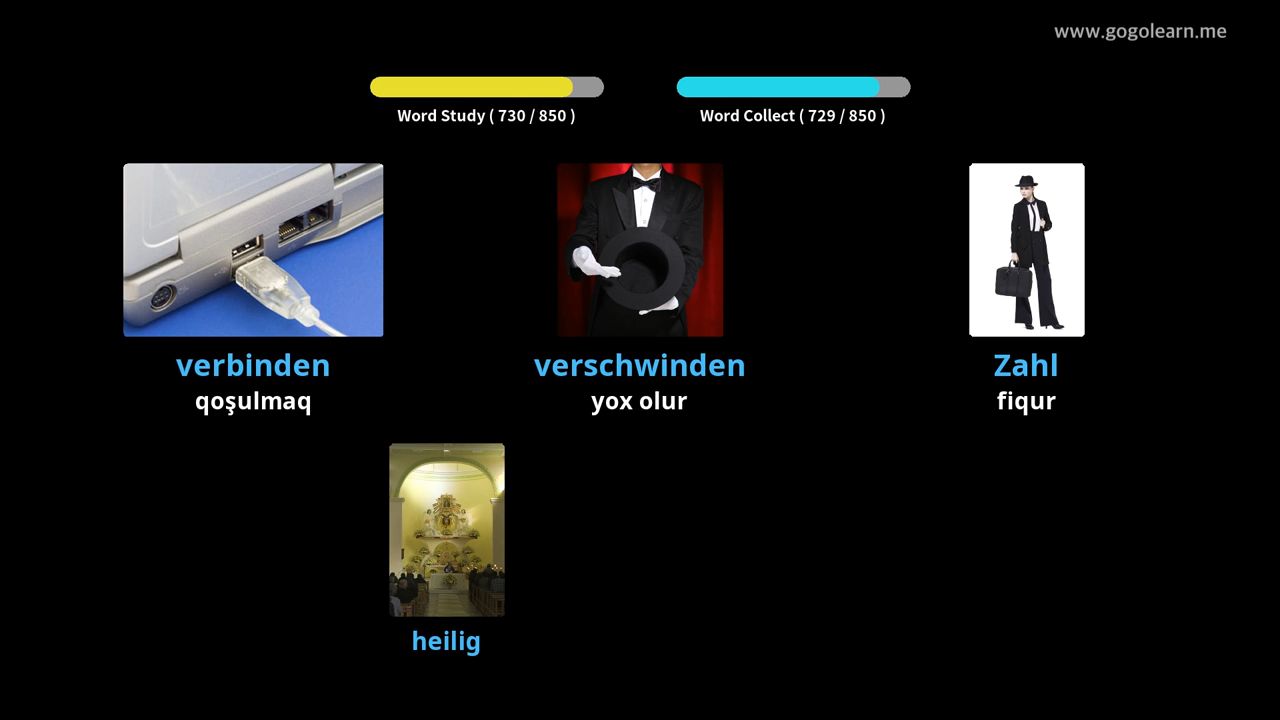 www.gogolearn.me
Word Study ( 730 / 850 )
Word Collect ( 729 / 850 )
verbinden
qoşulmaq
verschwinden
yox olur
Zahl
fiqur
heilig